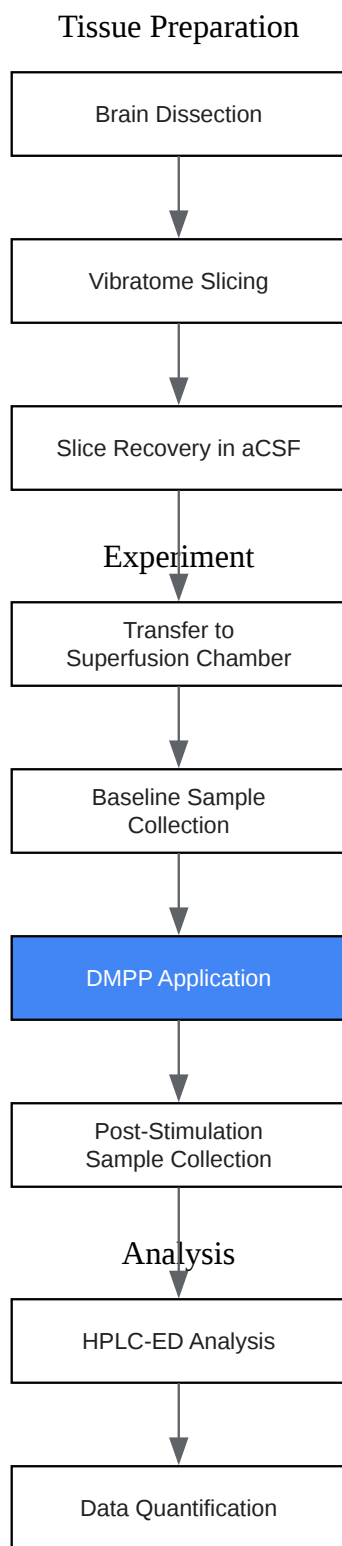 Tissue Preparation
Brain Dissection
Vibratome Slicing
Slice Recovery in aCSF
Experiment
Transfer to
Superfusion Chamber
Baseline Sample
Collection
DMPP Application
Post-Stimulation
Sample Collection
Analysis
HPLC-ED Analysis
Data Quantification